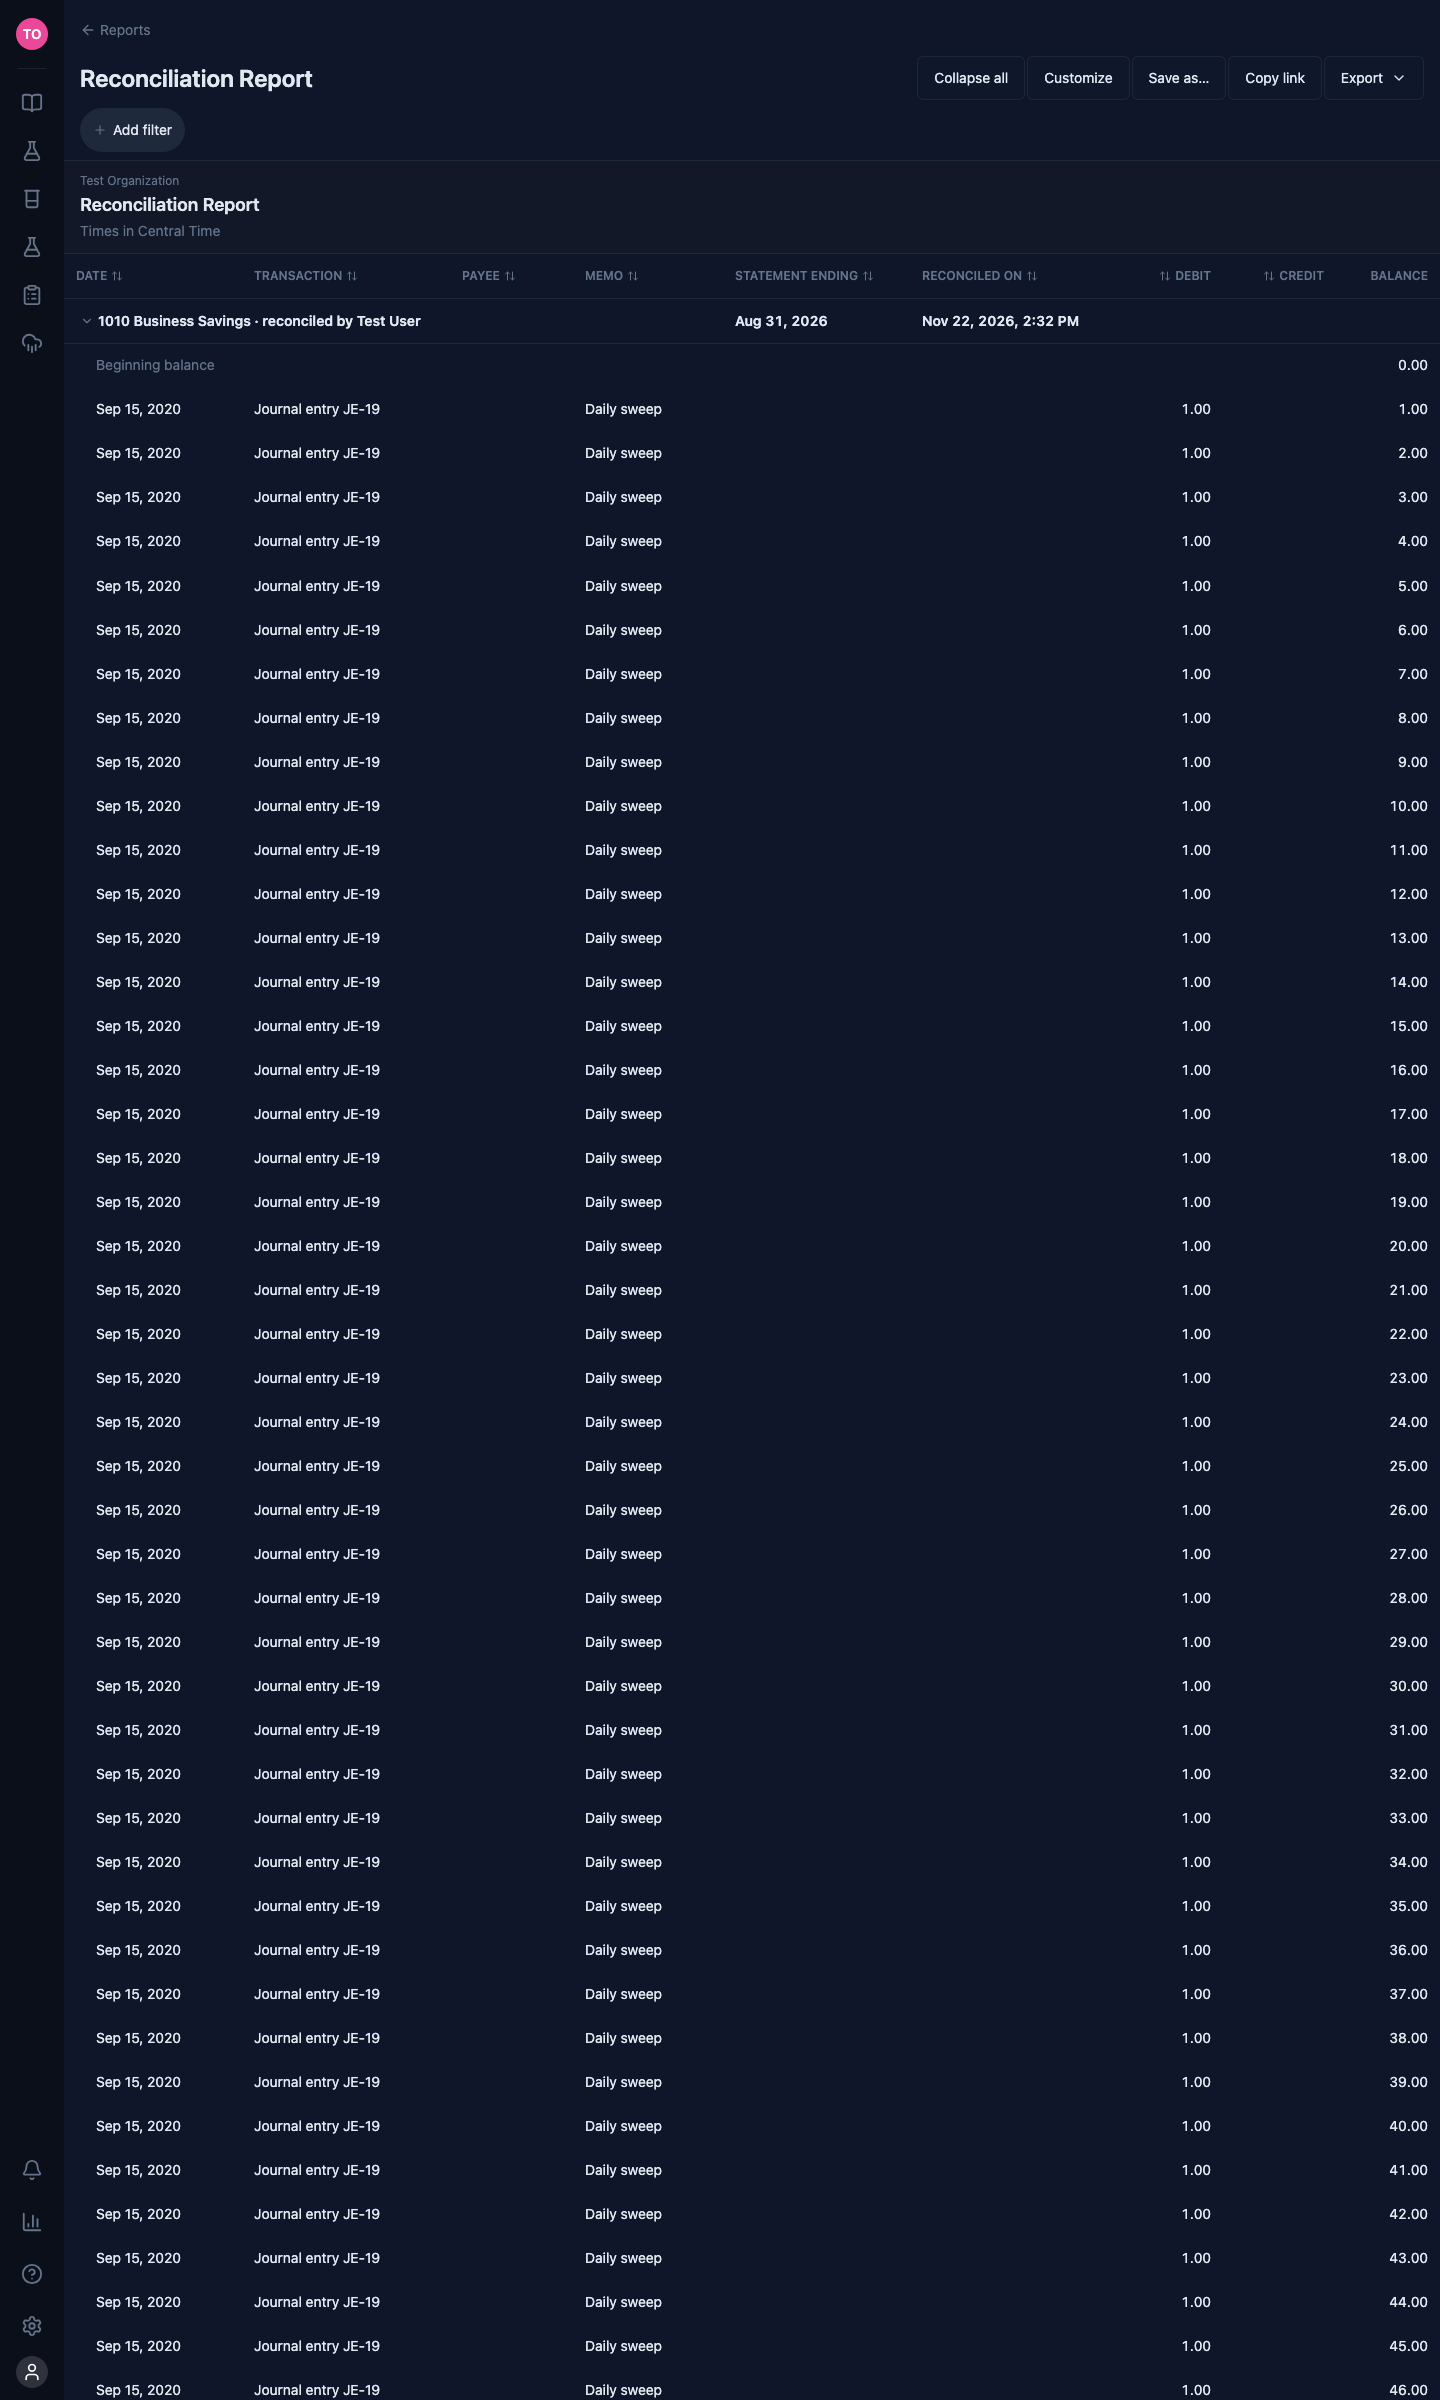 TO
Reports
Reconciliation Report
Collapse all Customize Save as... Copy link Export
Add filter
Test Organization
Reconciliation Report
Times in Central Time
DATE TRANSACTION PAYEE MEMO STATEMENT ENDING RECONCILED ON DEBIT CREDIT BALANCE
1010 Business Savings · reconciled by Test User Aug 31, 2026 Nov 22, 2026, 2:32 PM
Beginning balance 0.00
Sep 15, 2020 Journal entry JE-19 Daily sweep 1.00 1.00
Sep 15, 2020 Journal entry JE-19 Daily sweep 1.00 2.00
Sep 15, 2020 Journal entry JE-19 Daily sweep 1.00 3.00
Sep 15, 2020 Journal entry JE-19 Daily sweep 1.00 4.00
Sep 15, 2020 Journal entry JE-19 Daily sweep 1.00 5.00
Sep 15, 2020 Journal entry JE-19 Daily sweep 1.00 6.00
Sep 15, 2020 Journal entry JE-19 Daily sweep 1.00 7.00
Sep 15, 2020 Journal entry JE-19 Daily sweep 1.00 8.00
Sep 15, 2020 Journal entry JE-19 Daily sweep 1.00 9.00
Sep 15, 2020 Journal entry JE-19 Daily sweep 1.00 10.00
Sep 15, 2020 Journal entry JE-19 Daily sweep 1.00 11.00
Sep 15, 2020 Journal entry JE-19 Daily sweep 1.00 12.00
Sep 15, 2020 Journal entry JE-19 Daily sweep 1.00 13.00
Sep 15, 2020 Journal entry JE-19 Daily sweep 1.00 14.00
Sep 15, 2020 Journal entry JE-19 Daily sweep 1.00 15.00
Sep 15, 2020 Journal entry JE-19 Daily sweep 1.00 16.00
Sep 15, 2020 Journal entry JE-19 Daily sweep 1.00 17.00
Sep 15, 2020 Journal entry JE-19 Daily sweep 1.00 18.00
Sep 15, 2020 Journal entry JE-19 Daily sweep 1.00 19.00
Sep 15, 2020 Journal entry JE-19 Daily sweep 1.00 20.00
Sep 15, 2020 Journal entry JE-19 Daily sweep 1.00 21.00
Sep 15, 2020 Journal entry JE-19 Daily sweep 1.00 22.00
Sep 15, 2020 Journal entry JE-19 Daily sweep 1.00 23.00
Sep 15, 2020 Journal entry JE-19 Daily sweep 1.00 24.00
Sep 15, 2020 Journal entry JE-19 Daily sweep 1.00 25.00
Sep 15, 2020 Journal entry JE-19 Daily sweep 1.00 26.00
Sep 15, 2020 Journal entry JE-19 Daily sweep 1.00 27.00
Sep 15, 2020 Journal entry JE-19 Daily sweep 1.00 28.00
Sep 15, 2020 Journal entry JE-19 Daily sweep 1.00 29.00
Sep 15, 2020 Journal entry JE-19 Daily sweep 1.00 30.00
Sep 15, 2020 Journal entry JE-19 Daily sweep 1.00 31.00
Sep 15, 2020 Journal entry JE-19 Daily sweep 1.00 32.00
Sep 15, 2020 Journal entry JE-19 Daily sweep 1.00 33.00
Sep 15, 2020 Journal entry JE-19 Daily sweep 1.00 34.00
Sep 15, 2020 Journal entry JE-19 Daily sweep 1.00 35.00
Sep 15, 2020 Journal entry JE-19 Daily sweep 1.00 36.00
Sep 15, 2020 Journal entry JE-19 Daily sweep 1.00 37.00
Sep 15, 2020 Journal entry JE-19 Daily sweep 1.00 38.00
Sep 15, 2020 Journal entry JE-19 Daily sweep 1.00 39.00
Sep 15, 2020 Journal entry JE-19 Daily sweep 1.00 40.00
Sep 15, 2020 Journal entry JE-19 Daily sweep 1.00 41.00
Sep 15, 2020 Journal entry JE-19 Daily sweep 1.00 42.00
Sep 15, 2020 Journal entry JE-19 Daily sweep 1.00 43.00
Sep 15, 2020 Journal entry JE-19 Daily sweep 1.00 44.00
Sep 15, 2020 Journal entry JE-19 Daily sweep 1.00 45.00
Sep 15, 2020 Journal entry JE-19 Daily sweep 1.00 46.00